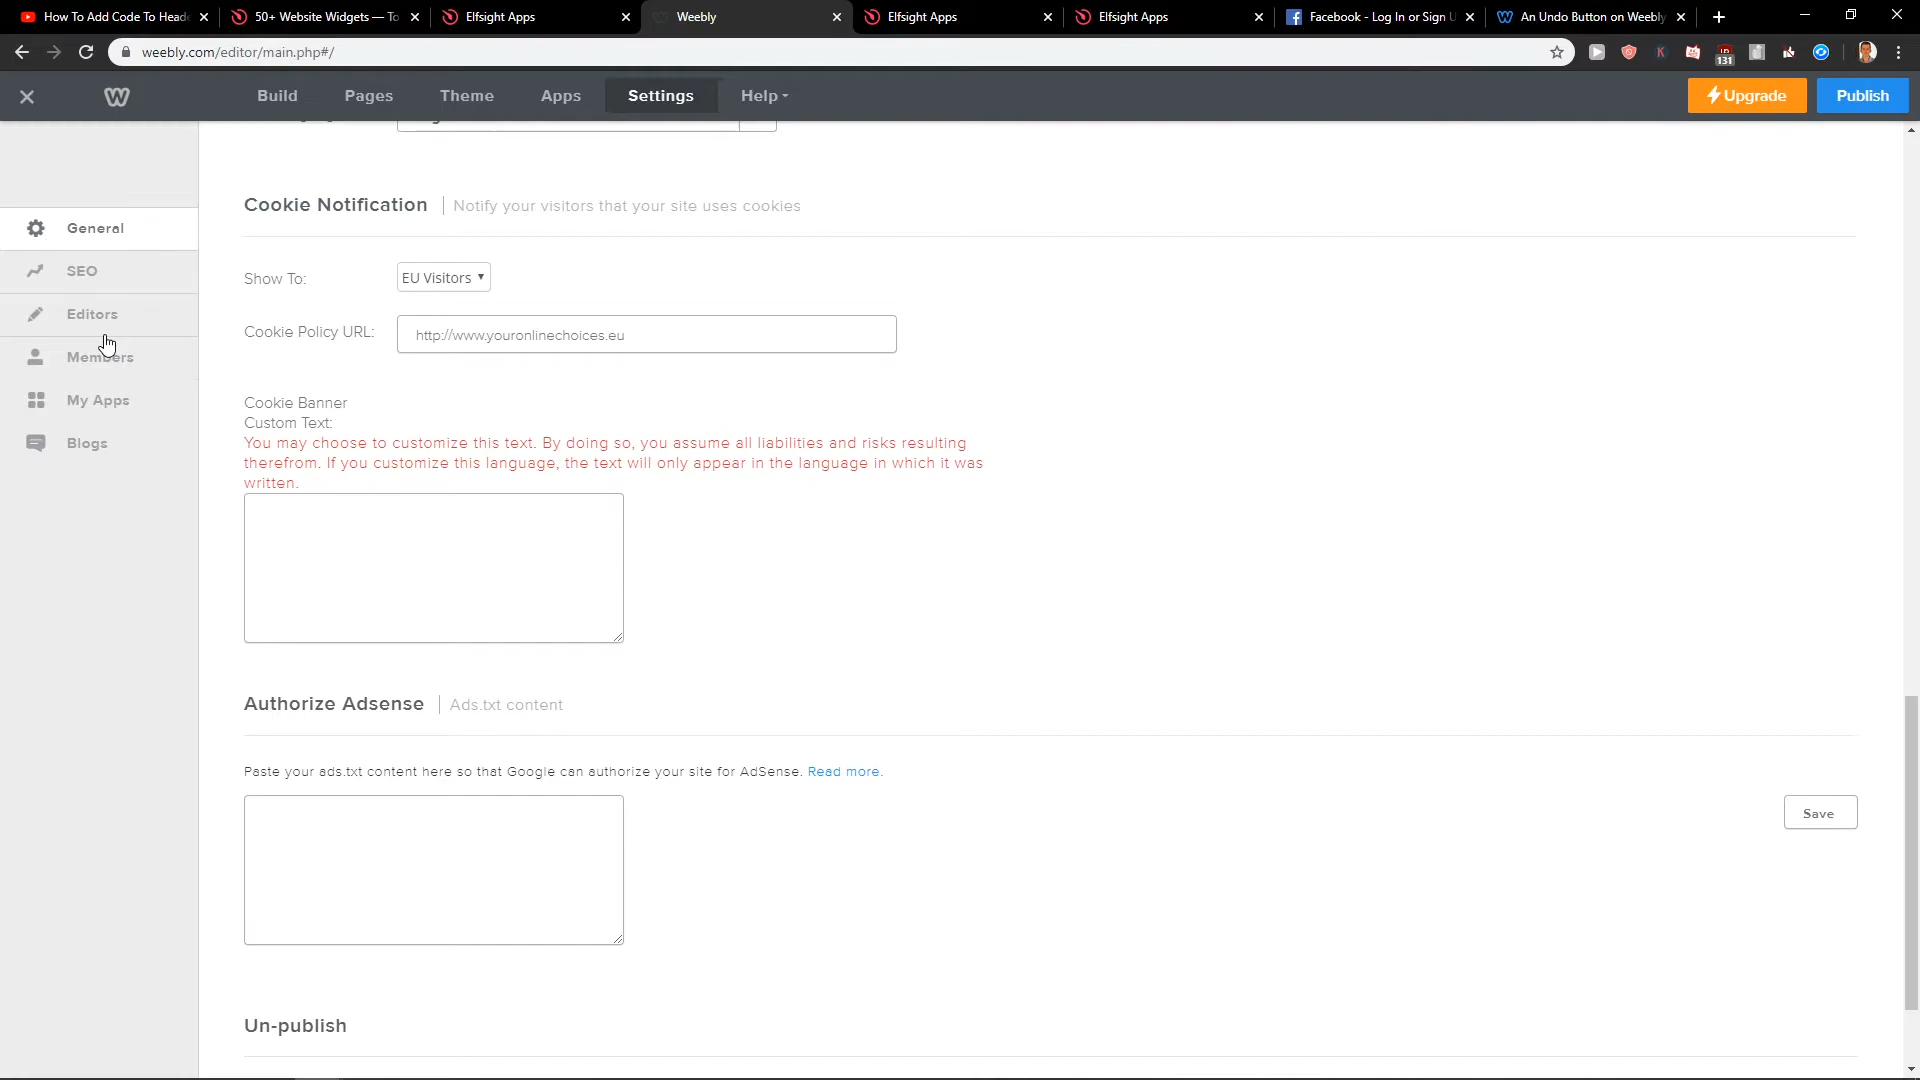 How To Add Code To Heade
50+ Website Widgets — To
Elfsight Apps
Weebly
Elfsight Apps
Elfsight Apps
Facebook - Log In or Sign U
An Undo Button on Weebly
weebly.com/editor/main.php#/
131
Build
Pages
Theme
Apps
Settings
Help
Upgrade
Publish
General
SEO
Editors
Members
My Apps
Blogs
Cookie Notification | Notify your visitors that your site uses cookies
Show To:
EU Visitors
Cookie Policy URL:
http://www.youronlinechoices.eu
Cookie Banner
Custom Text:
You may choose to customize this text. By doing so, you assume all liabilities and risks resulting
therefrom. If you customize this language, the text will only appear in the language in which it was
written.
Authorize Adsense | Ads.txt content
Paste your ads.txt content here so that Google can authorize your site for AdSense. Read more.
Save
Un-publish